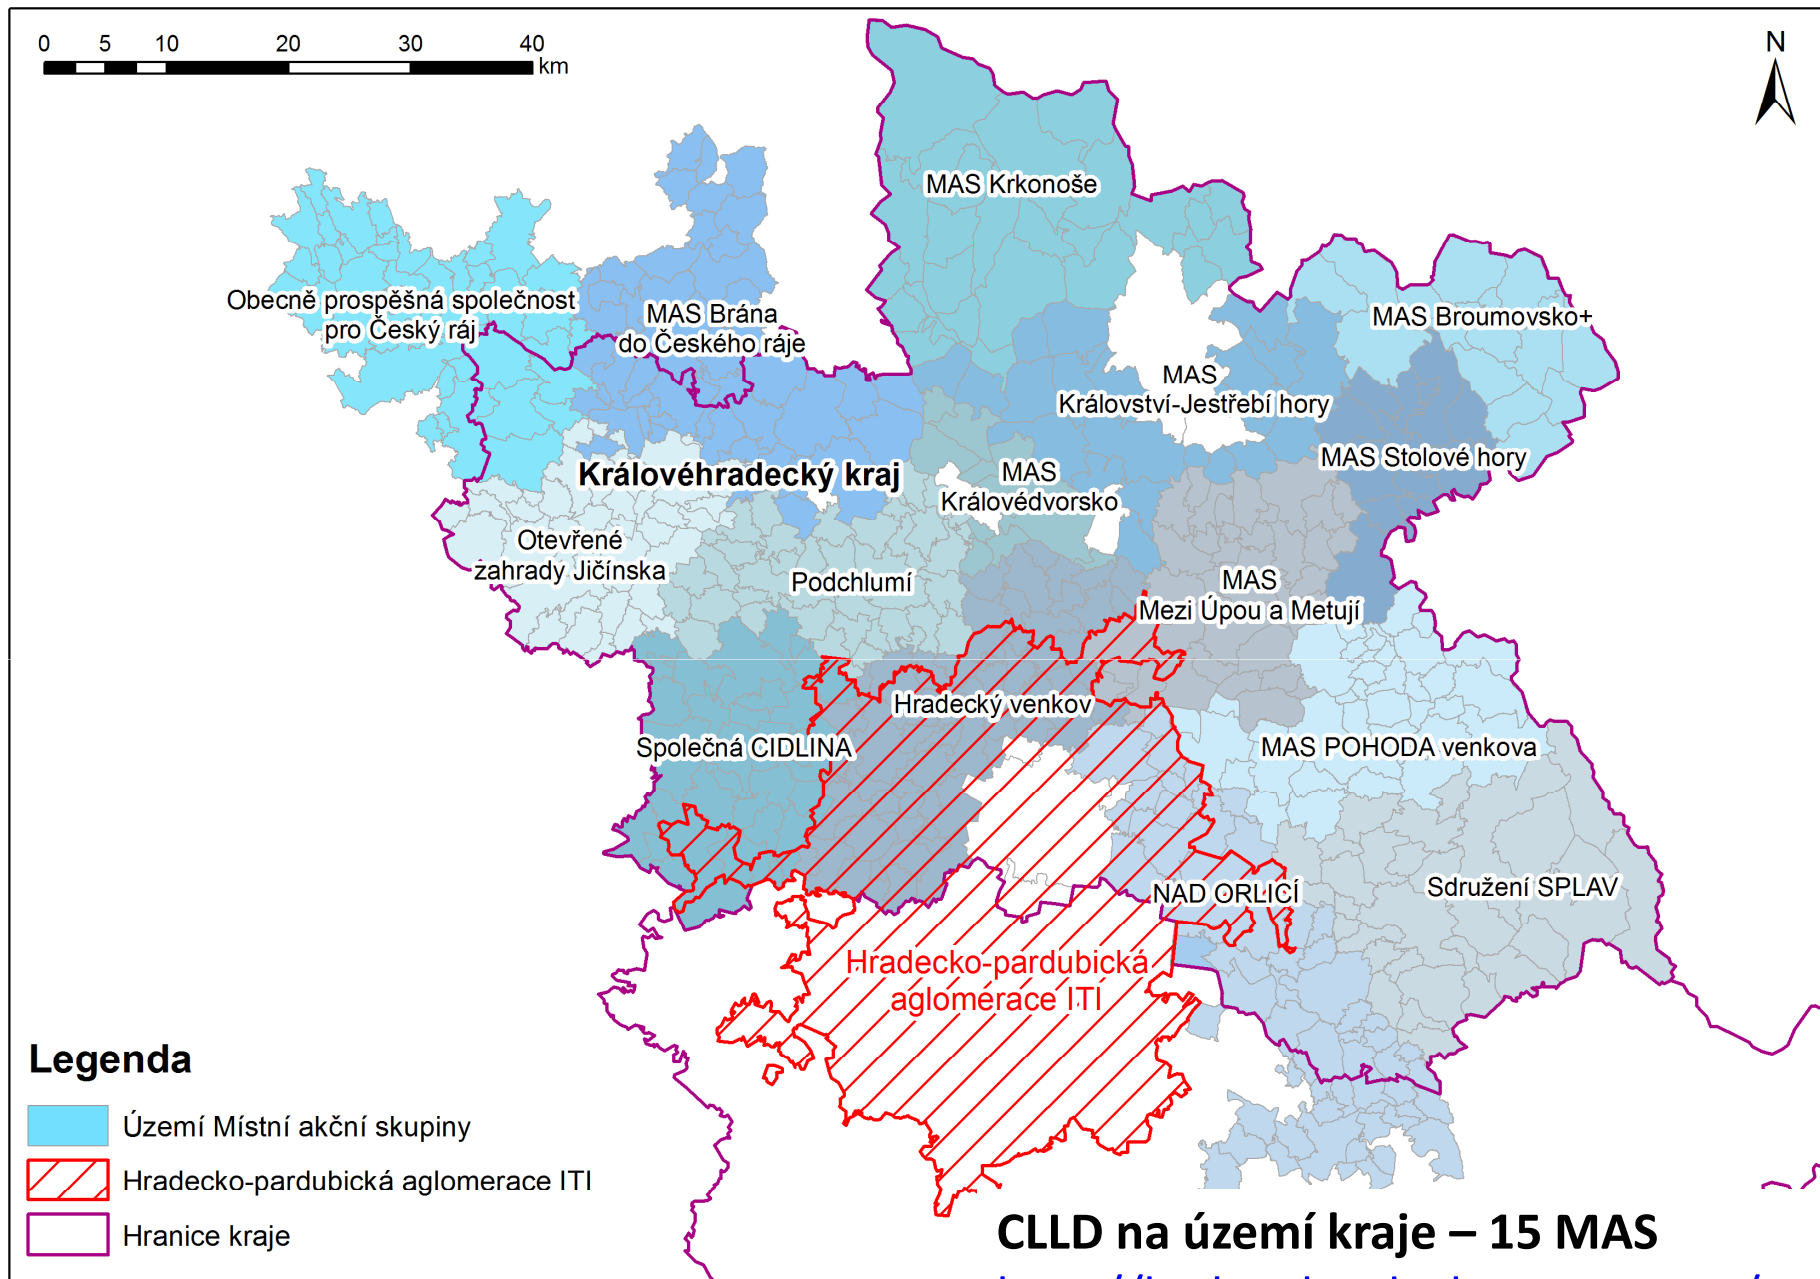 0 5 10 20 30 40
km
N
MAS Krkonoše
Obecně prospěšná společnost
pro Český ráj
MAS Brána
do Českého ráje
MAS Broumovsko+
MAS
Království-Jestřebí hory
MAS Stolové hory
Královéhradecký kraj
MAS
Královédvorsko
Otevřené
zahrady Jičínska
Podchlumí
MAS
Mezi Úpou a Metují
Hradecký venkov
Společná CIDLINA
MAS POHODA venkova
NAD ORLICÍ
Sdružení SPLAV
Hradecko-pardubická
aglomerace ITI
Legenda
Území Místní akční skupiny
Hradecko-pardubická aglomerace ITI
Hranice kraje
CLLD na území kraje – 15 MAS